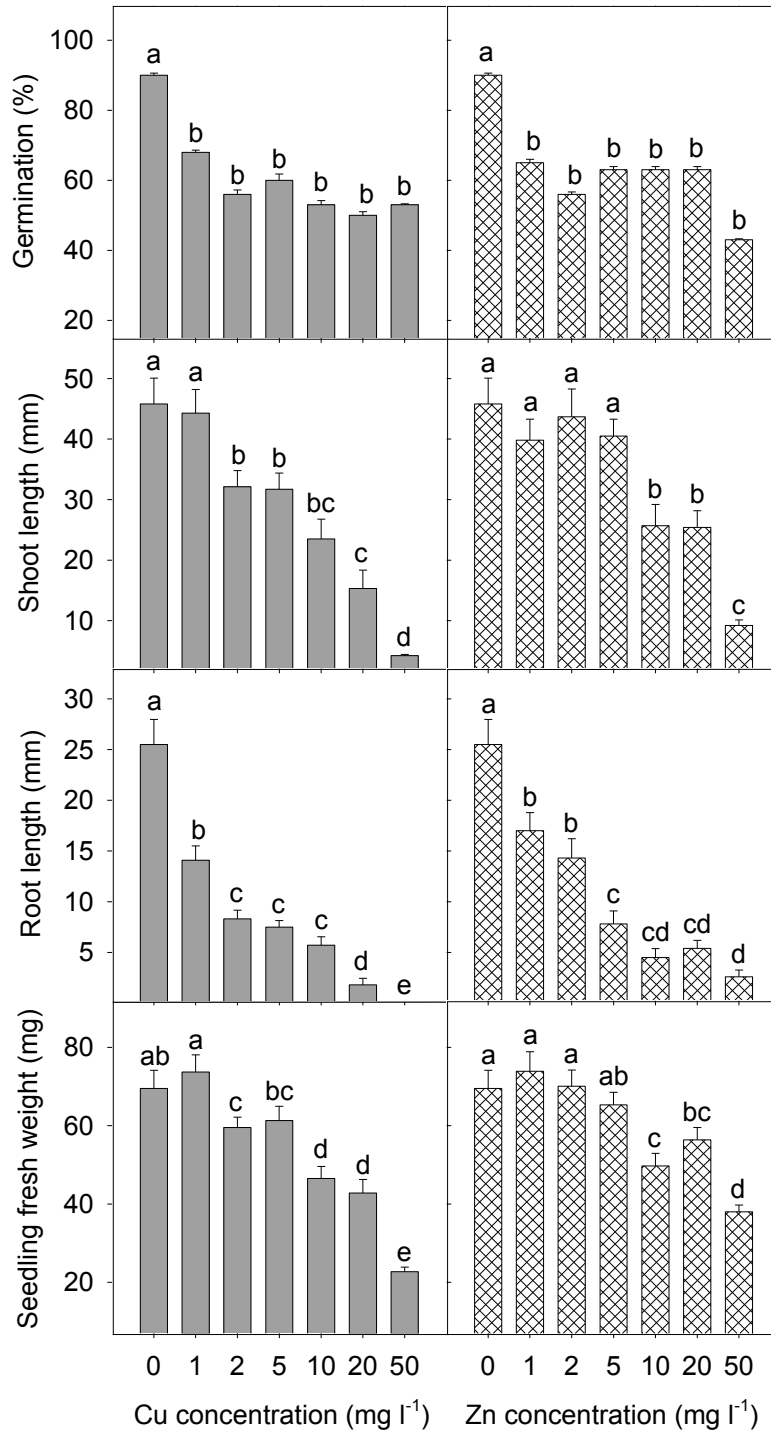 Germination (%)
100
80
60
40
20
a
b
b
b
b
b
b
a
b
b
b
b
b
b
Shoot length (mm)
50
40
30
20
10
a
a
b
b
bc
c
d
a
a
a
a
b
b
c
Root length (mm)
30
25
20
15
10
5
a
b
c
c
c
d
e
a
b
b
c
cd
cd
d
Seedling fresh weight (mg)
80
60
40
20
ab
a
c
bc
d
d
e
a
a
a
ab
c
bc
d
0 1 2 5 10 20 50
0 1 2 5 10 20 50
Cu concentration (mg l⁻¹)
Zn concentration (mg l⁻¹)